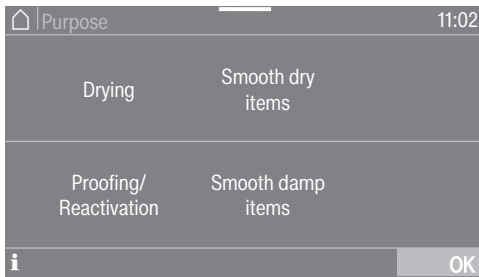 Purpose 11:02
Drying
Smooth dry
items
Proofing/
Reactivation
Smooth damp
items
i OK